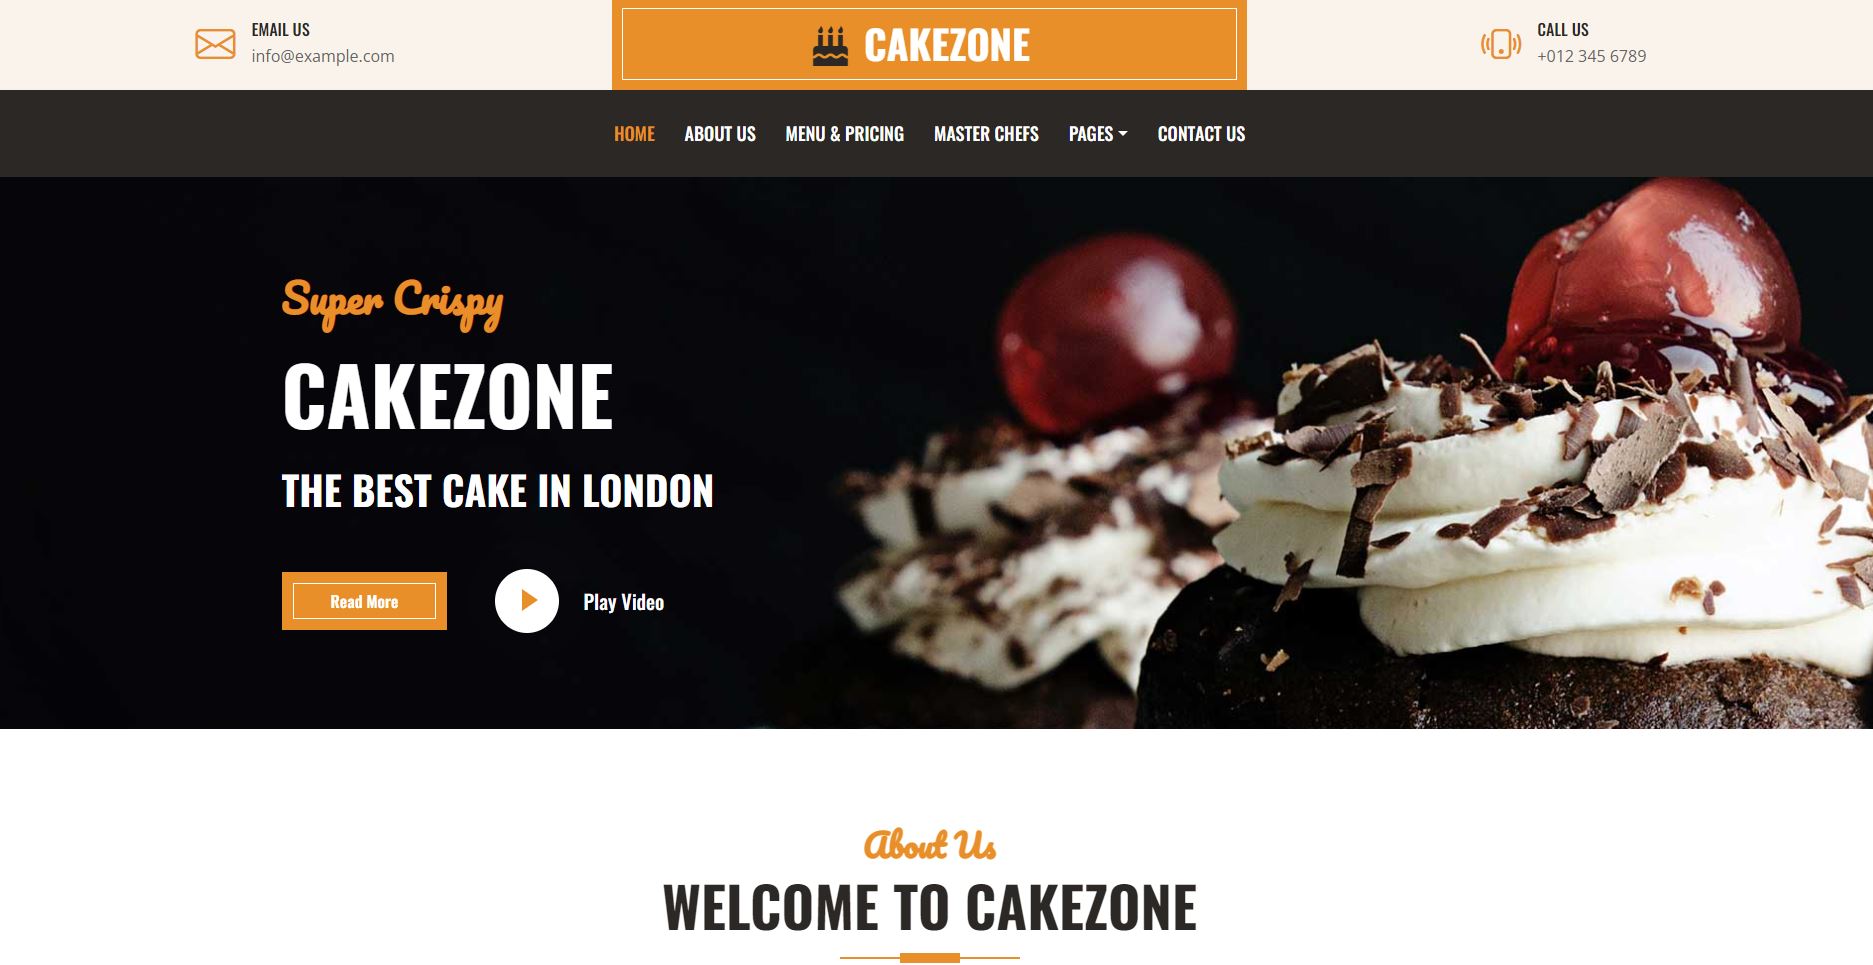 EMAIL US
info@example.com
CAKEZONE
CALL US
+012 345 6789
HOME ABOUT US MENU & PRICING MASTER CHEFS PAGES CONTACT US
Super Crispy
CAKEZONE
THE BEST CAKE IN LONDON
Read More
Play Video
About Us
WELCOME TO CAKEZONE